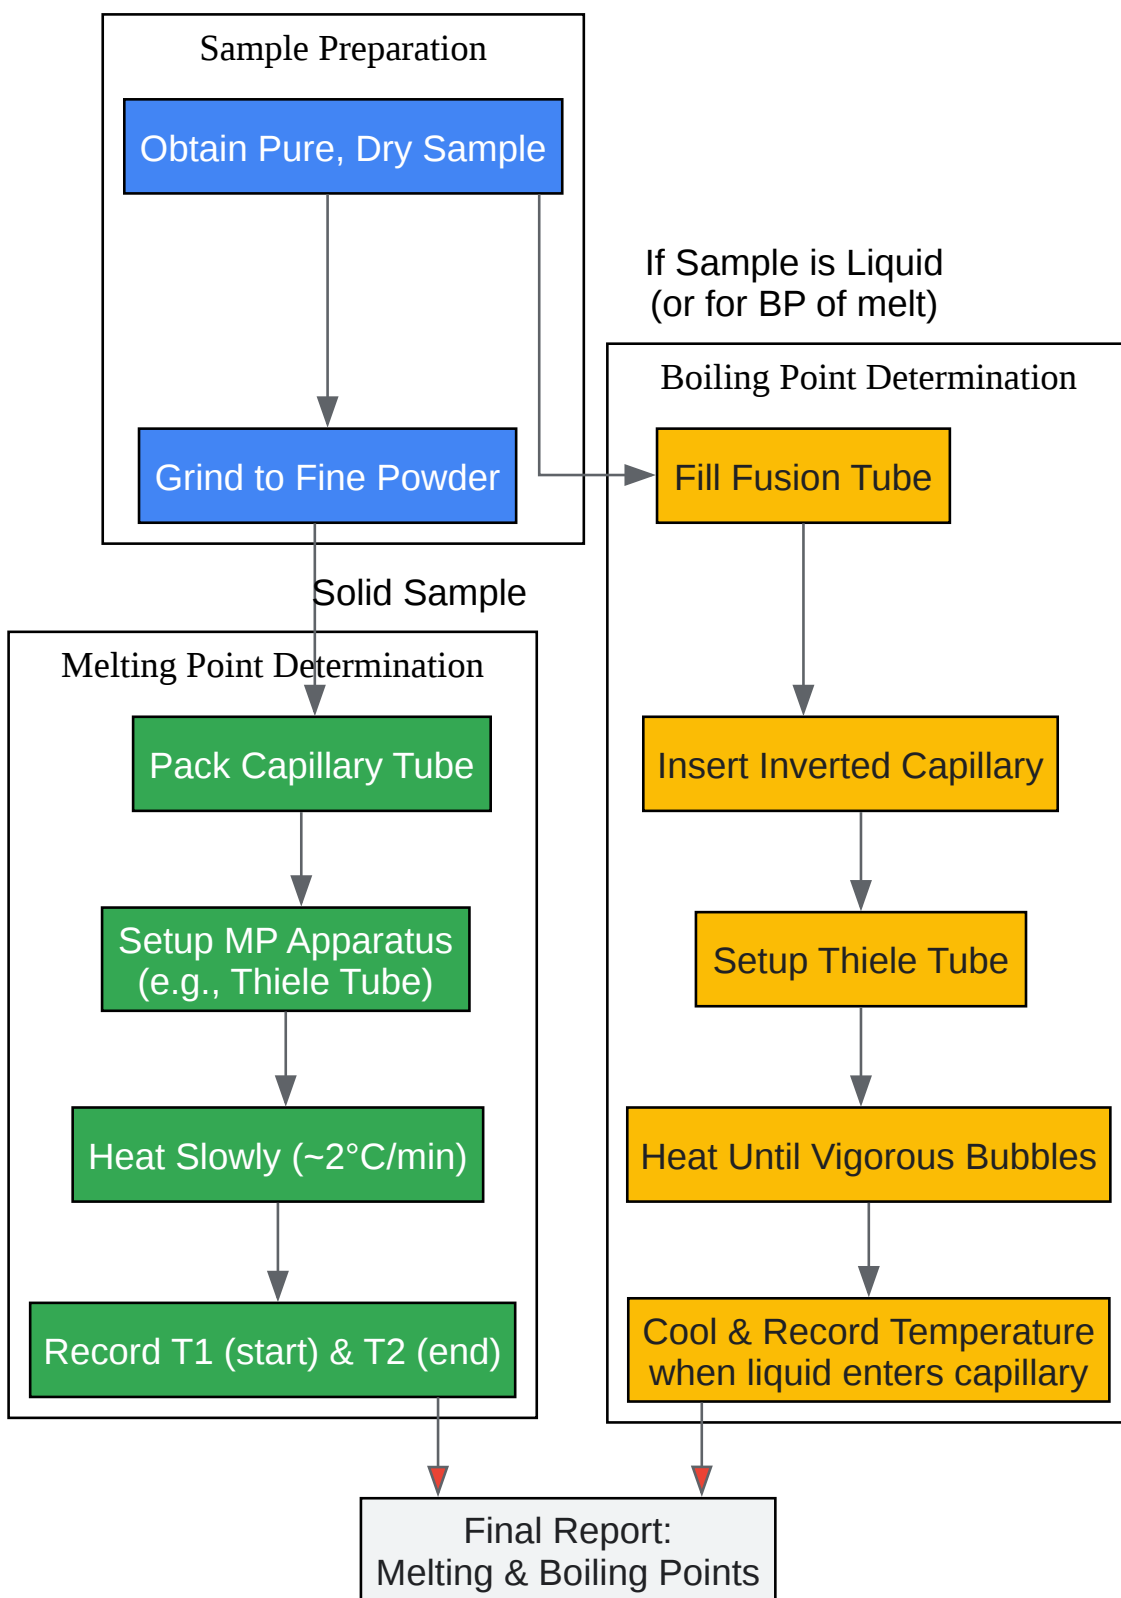 Sample Preparation
Obtain Pure, Dry Sample
Grind to Fine Powder
Solid Sample
If Sample is Liquid
(or for BP of melt)
Melting Point Determination
Pack Capillary Tube
Setup MP Apparatus
(e.g., Thiele Tube)
Heat Slowly (~2°C/min)
Record T1 (start) & T2 (end)
Boiling Point Determination
Fill Fusion Tube
Insert Inverted Capillary
Setup Thiele Tube
Heat Until Vigorous Bubbles
Cool & Record Temperature
when liquid enters capillary
Final Report:
Melting & Boiling Points